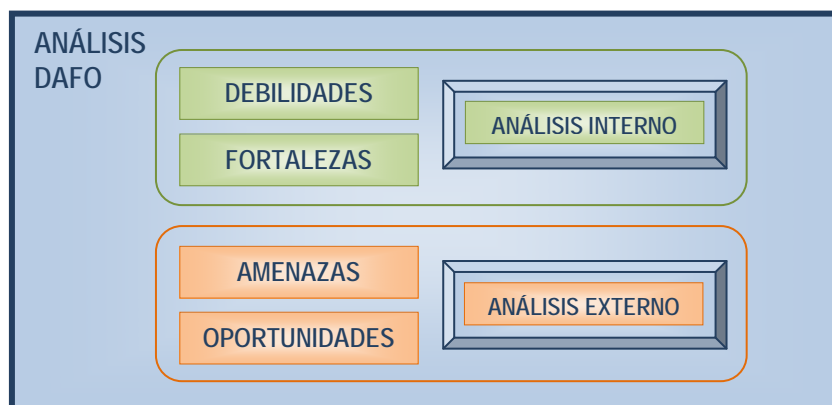 ANÁLISIS
DAFO
DEBILIDADES
FORTALEZAS
ANÁLISIS INTERNO
AMENAZAS
OPORTUNIDADES
ANÁLISIS EXTERNO